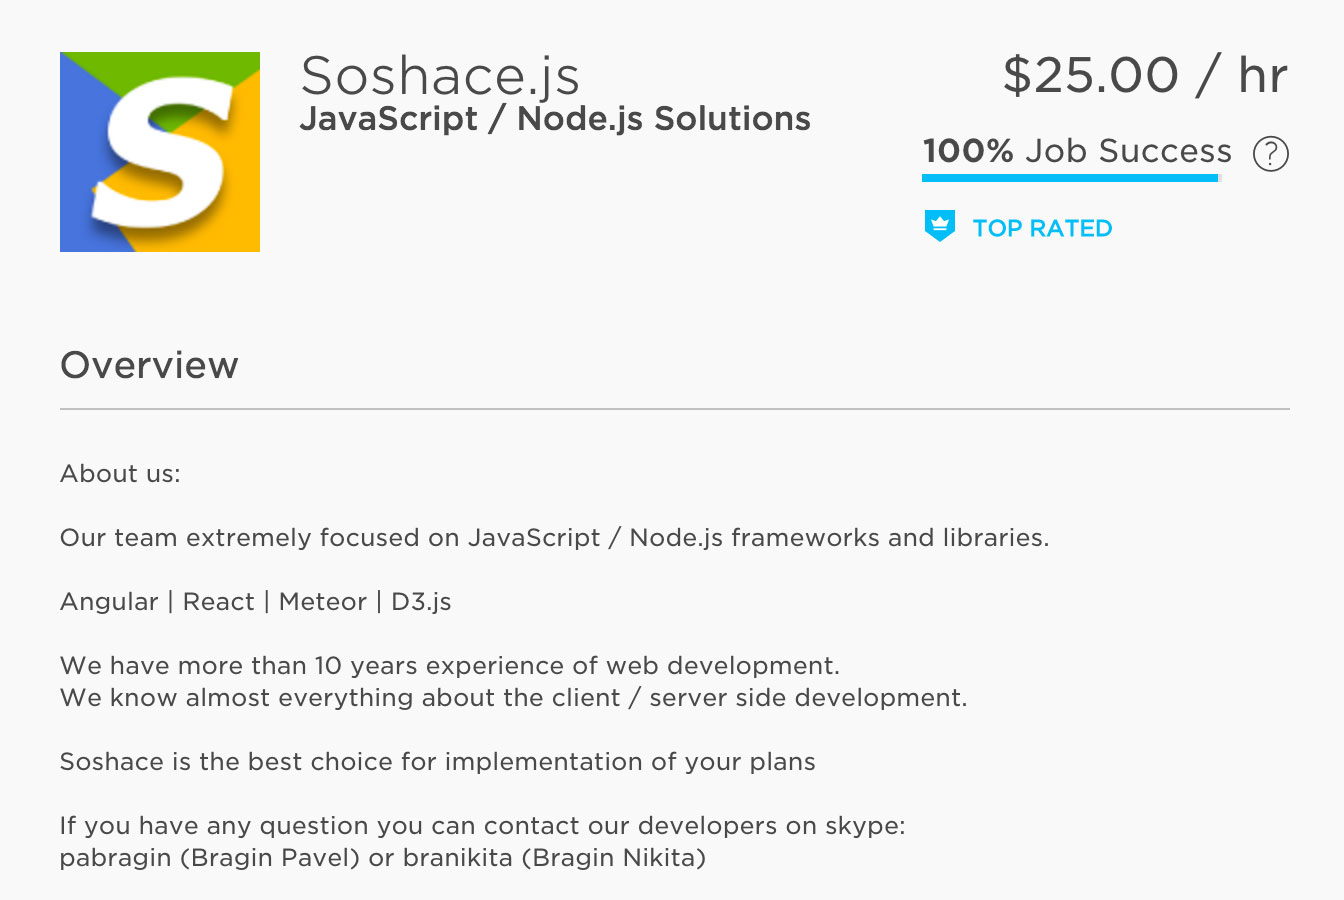 S
Soshace.js
JavaScript / Node.js Solutions
$25.00 / hr
100% Job Success ?
TOP RATED
Overview
About us:
Our team extremely focused on JavaScript / Node.js frameworks and libraries.
Angular | React | Meteor | D3.js
We have more than 10 years experience of web development.
We know almost everything about the client / server side development.
Soshace is the best choice for implementation of your plans
If you have any question you can contact our developers on skype:
pabragin (Bragin Pavel) or branikita (Bragin Nikita)